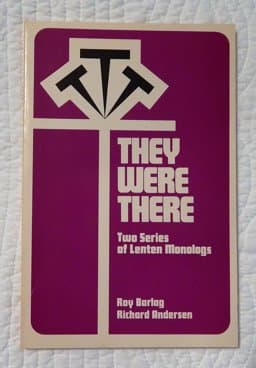 THEY
WERE
THERE
Two Series
of Lenten Monologs
Roy Barlag
Richard Andersen